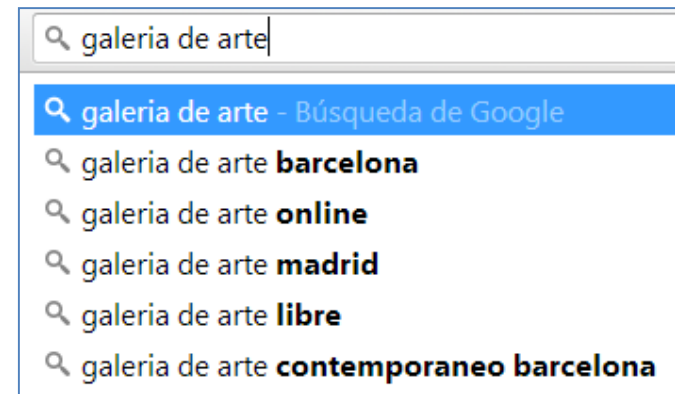 galeria de arte
galeria de arte - Búsqueda de Google
galeria de arte barcelona
galeria de arte online
galeria de arte madrid
galeria de arte libre
galeria de arte contemporaneo barcelona